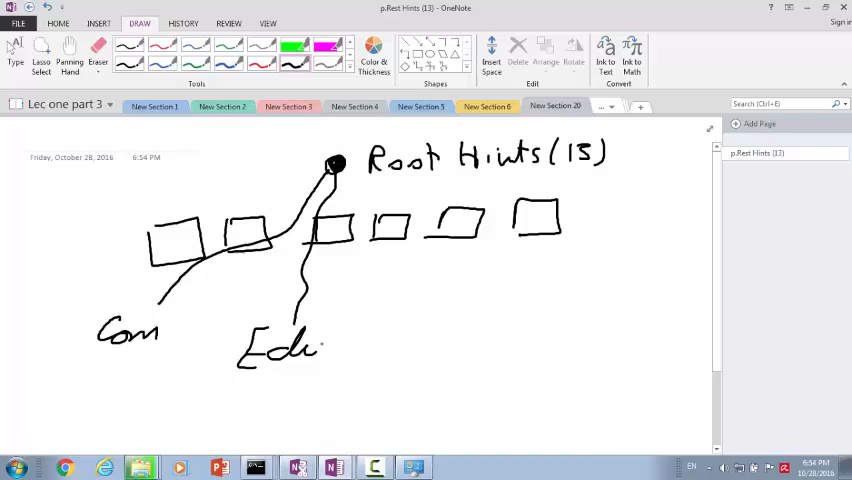 p.Rest Hints (13) - OneNote
FILE HOME INSERT DRAW HISTORY REVIEW VIEW
Sign in
Type Lasso Select Panning Hand Eraser
Color & Thickness
Insert Space Delete Arrange Rotate
Ink to Text Ink to Math
Tools Shapes Edit Convert
Lec one part 3 New Section 1 New Section 2 New Section 3 New Section 4 New Section 5 New Section 6 New Section 20 ... Search (Ctrl+E)
Add Page
Friday, October 28, 2016 6:54 PM
p.Rest Hints (13)
Root Hints (13)
Com
Edu
EN
6:54 PM
10/28/2016